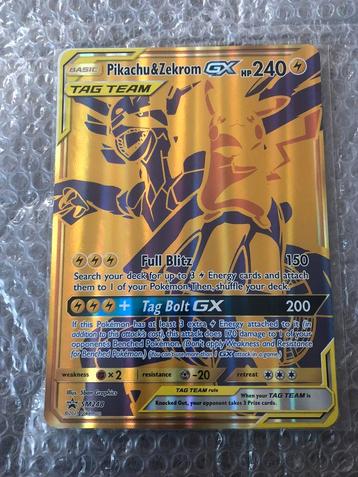 BASIC Pikachu&Zekrom GX HP240
TAG TEAM
Full Blitz 150
Search your deck for up to 3 Energy cards and attach
them to 1 of your Pokémon. Then, shuffle your deck.
+ Tag Bolt GX 200
If this Pokémon has at least 3 extra Energy attached to it (in
addition to this attack's cost), this attack does 170 damage to 1 of your
opponent's Benched Pokémon. (Don't apply Weakness and Resistance
for Benched Pokémon.) (You can't use more than 1 GX attack in a game.)
weakness ×2 resistance -20 retreat
Illus. 5ban Graphics
TAG TEAM rule
When your TAG TEAM is
SM248
Knocked Out, your opponent takes 3 Prize cards.